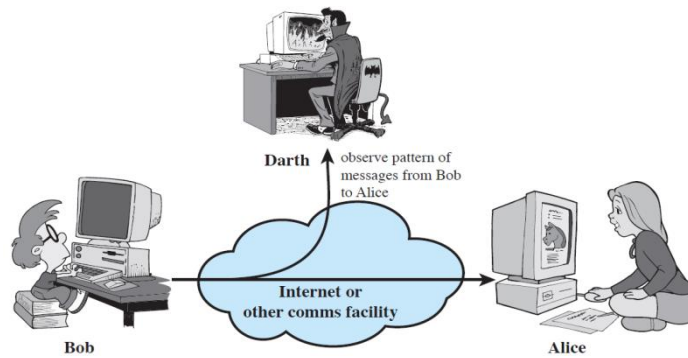 Darth
observe pattern of
messages from Bob
to Alice
Internet or
other comms facility
Bob
Alice